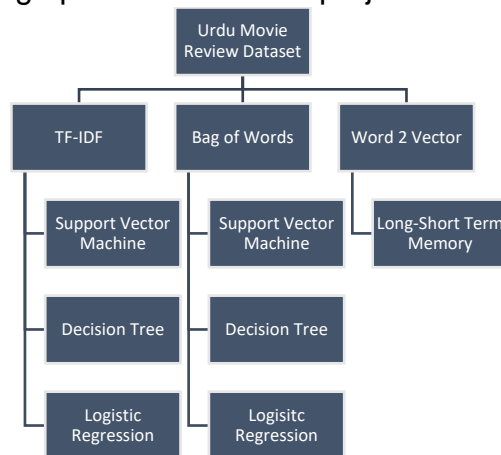 Urdu Movie
Review Dataset
TF-IDF
Bag of Words
Word 2 Vector
Support Vector
Machine
Support Vector
Machine
Long-Short Term
Memory
Decision Tree
Decision Tree
Logistic
Regression
Logisitc
Regression